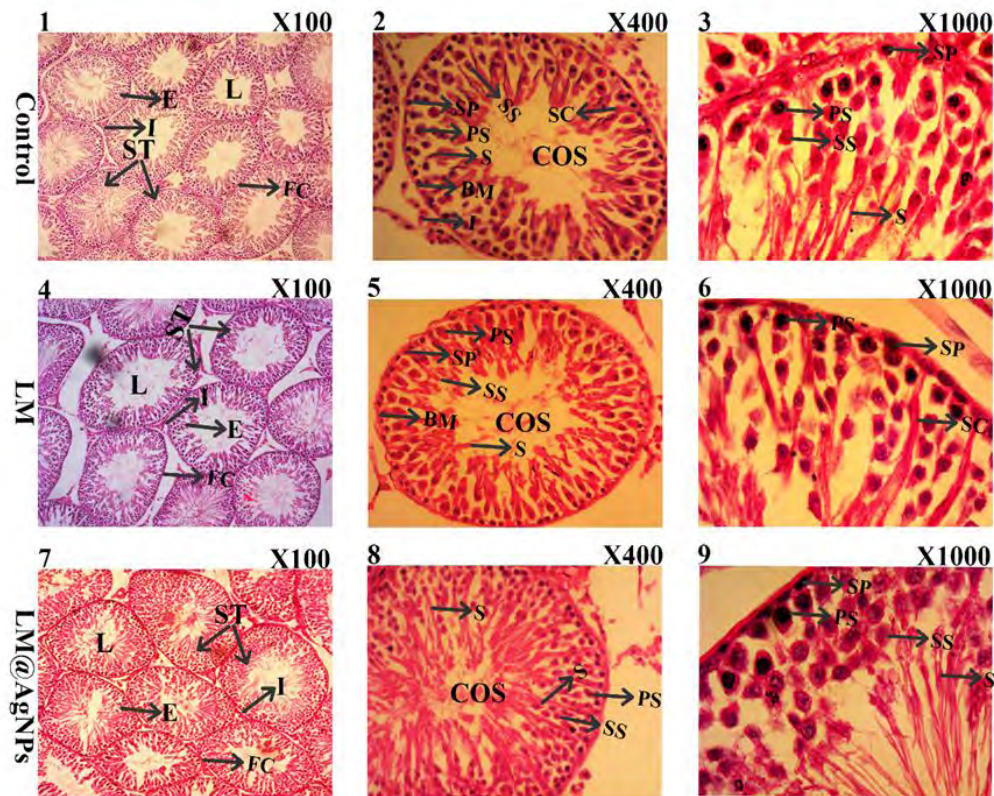 1 X100
2 X400
3 X1000
Control
E
L
I
ST
FC
SS
SP
SC
PS
S
COS
BM
I
SP
PS
SS
S
4 X100
5 X400
6 X1000
LM
ST
L
I
E
FC
PS
SP
SS
BM
COS
S
PS
SP
SC
7 X100
8 X400
9 X1000
LM@AgNPs
ST
L
I
E
FC
S
COS
S
PS
SS
SP
PS
SS
S